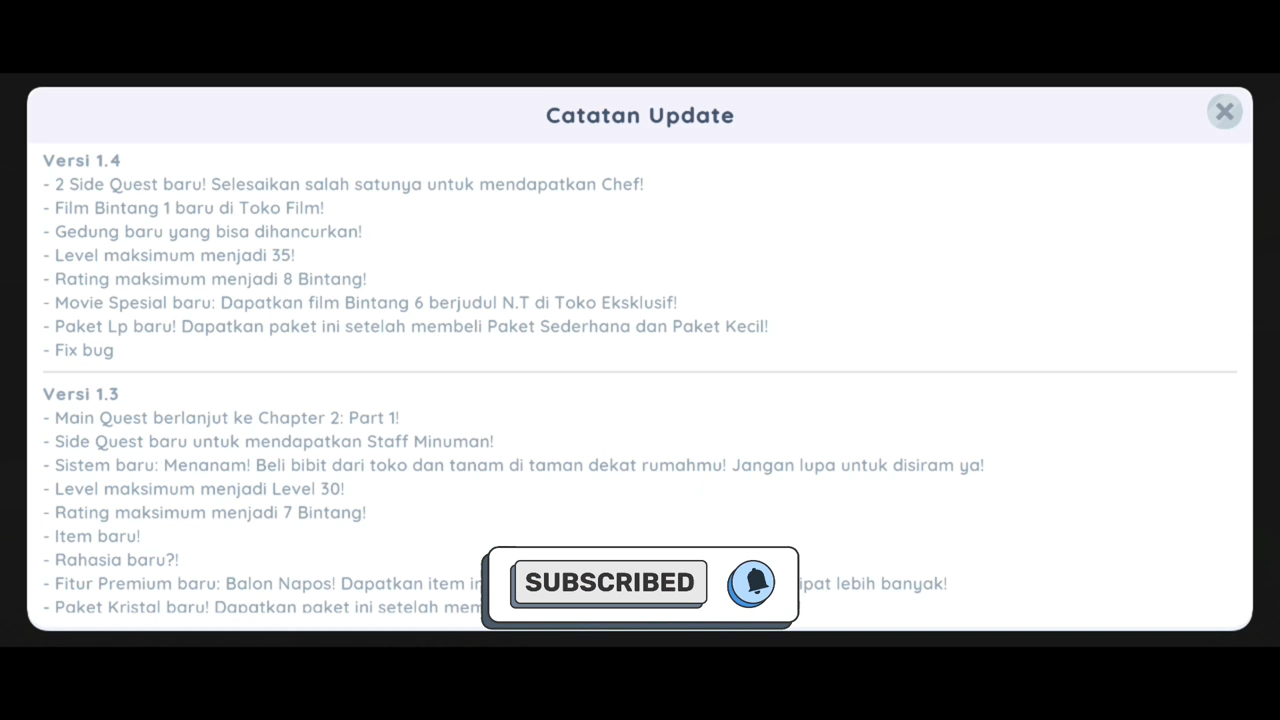 Catatan Update
Versi 1.4
- 2 Side Quest baru! Selesaikan salah satunya untuk mendapatkan Chef!
- Film Bintang 1 baru di Toko Film!
- Gedung baru yang bisa dihancurkan!
- Level maksimum menjadi 35!
- Rating maksimum menjadi 8 Bintang!
- Movie Spesial baru: Dapatkan film Bintang 6 berjudul N.T di Toko Eksklusif!
- Paket Lp baru! Dapatkan paket ini setelah membeli Paket Sederhana dan Paket Kecil!
- Fix bug
Versi 1.3
- Main Quest berlanjut ke Chapter 2: Part 1!
- Side Quest baru untuk mendapatkan Staff Minuman!
- Sistem baru: Menanam! Beli bibit dari toko dan tanam di taman dekat rumahmu! Jangan lupa untuk disiram ya!
- Level maksimum menjadi Level 30!
- Rating maksimum menjadi 7 Bintang!
- Item baru!
- Rahasia baru?!
- Fitur Premium baru: Balon Napos! Dapatkan item lebih banyak!
- Paket Kristal baru! Dapatkan paket ini setelah
SUBSCRIBED